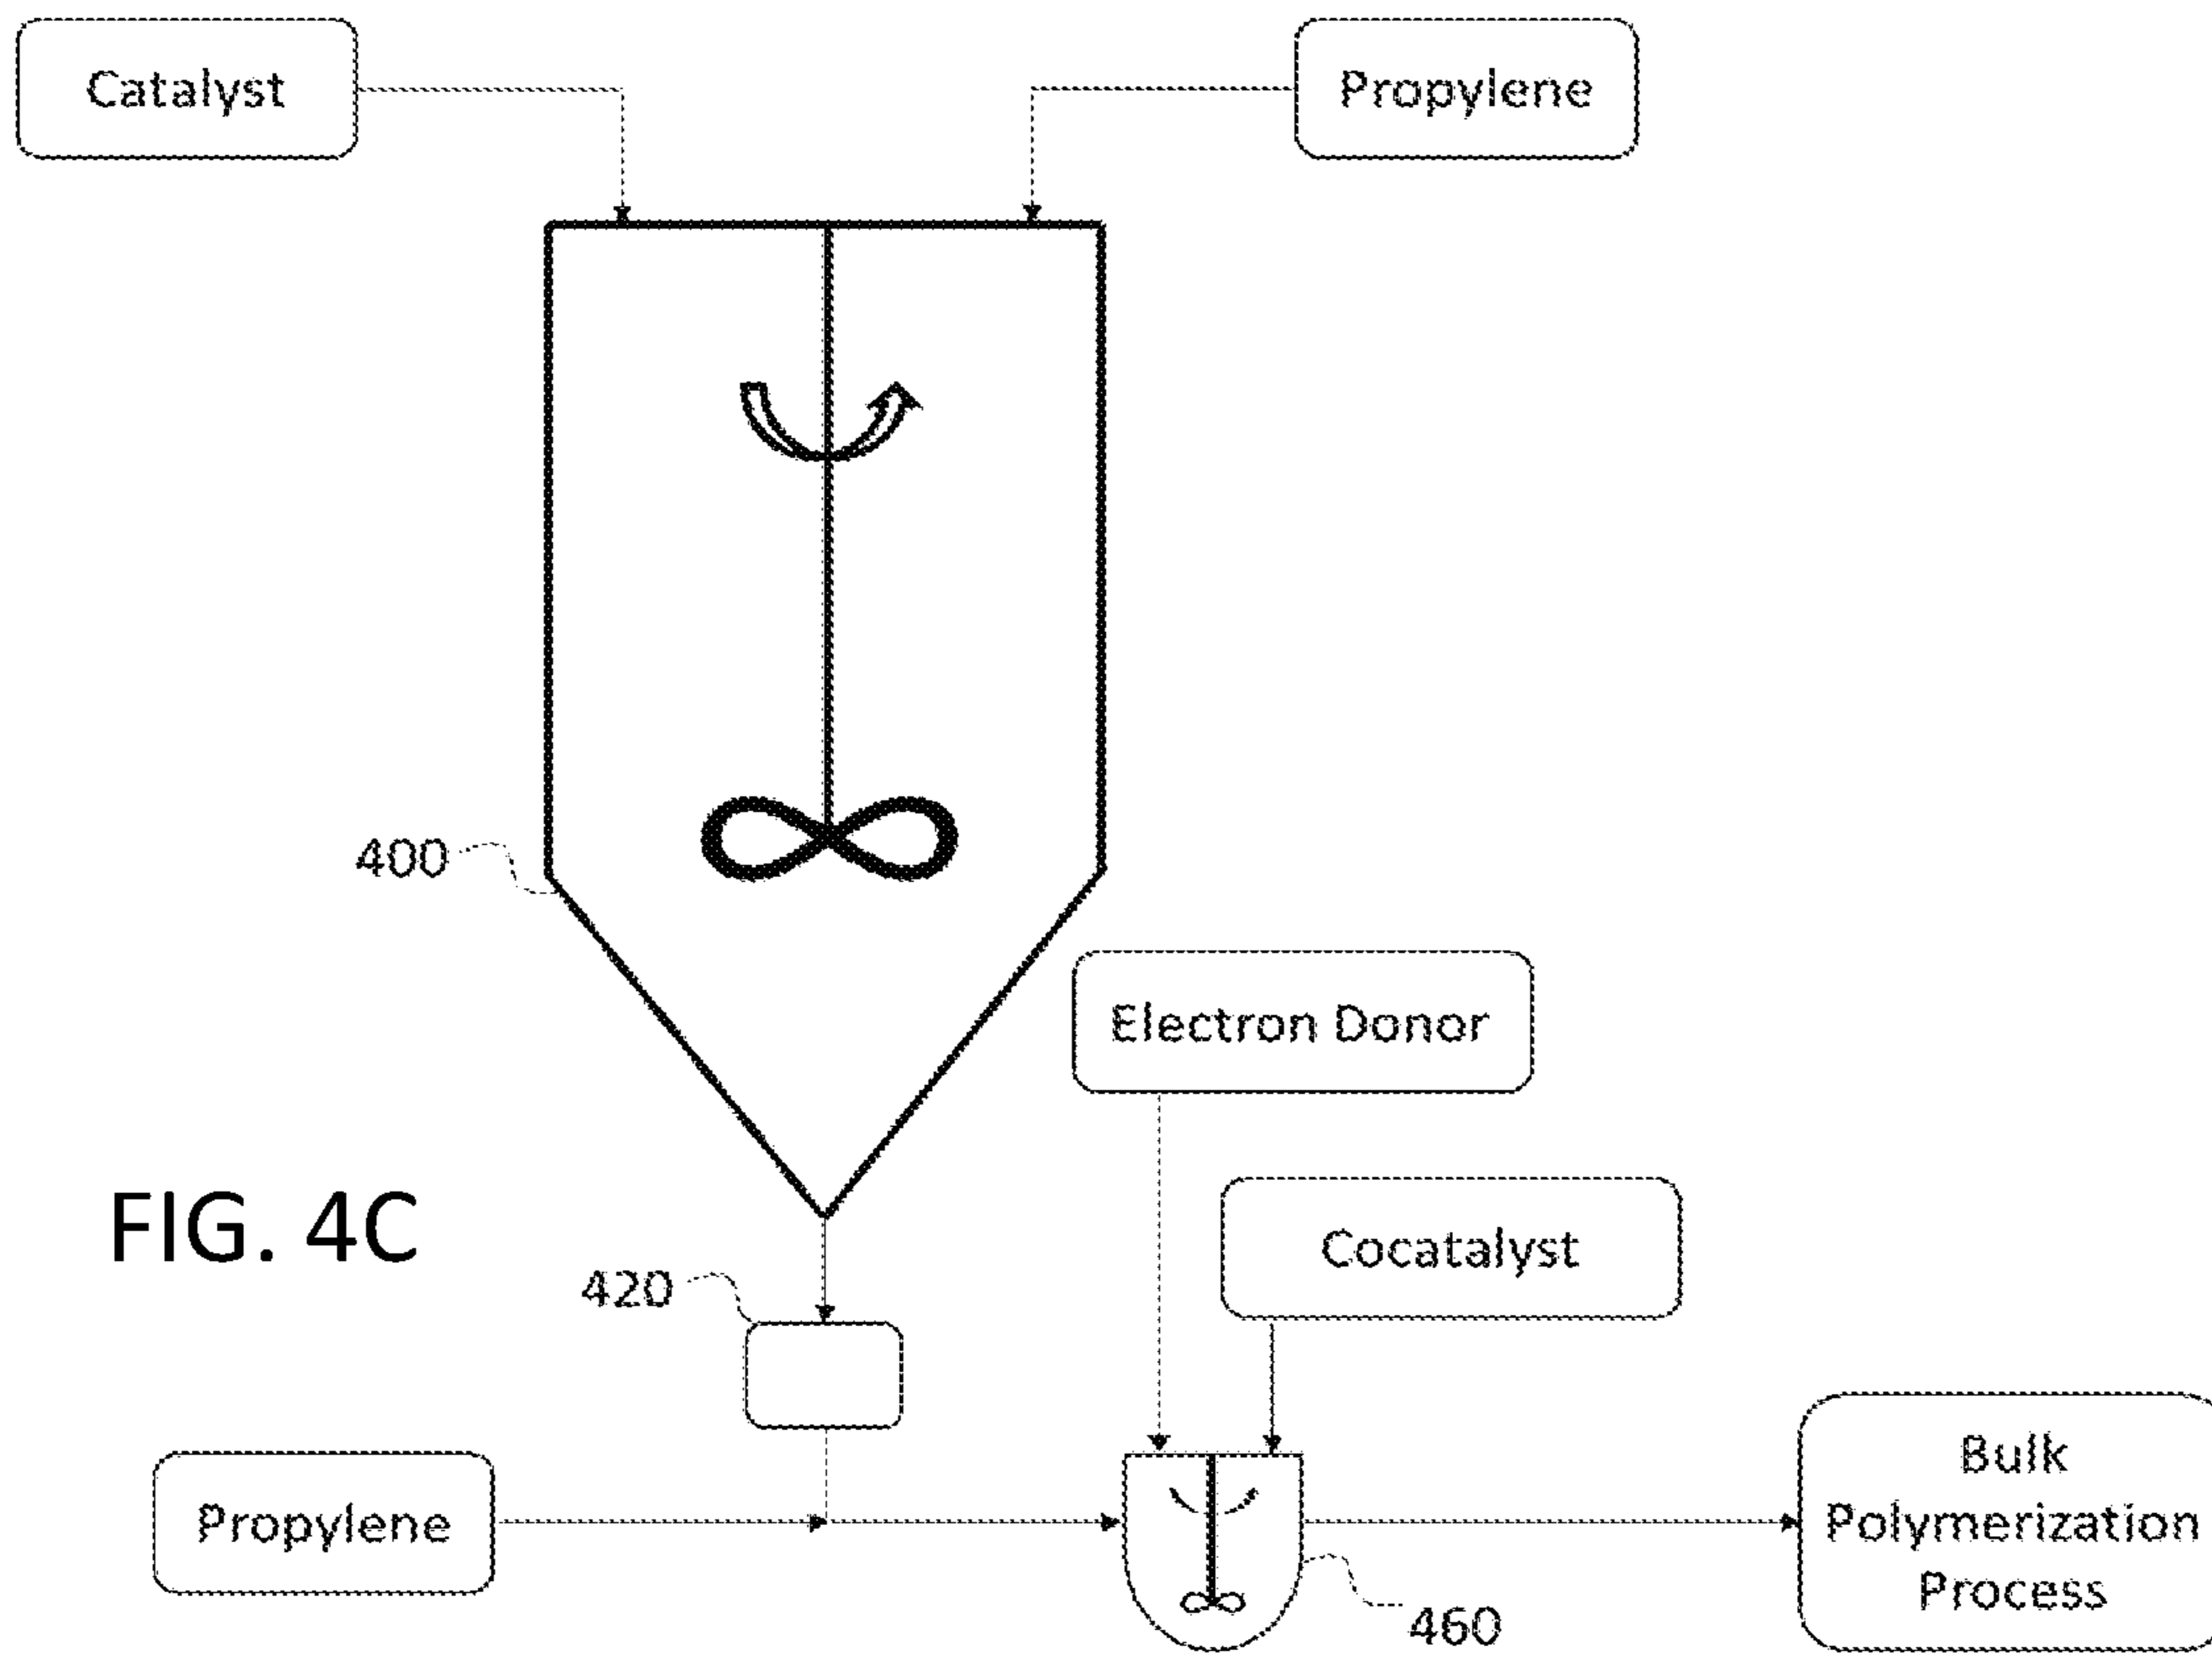 Catalyst
Propylene
400
Electron Donor
Cocatalyst
FIG. 4C
420
Propylene
Bulk
Polymerization
Process
460